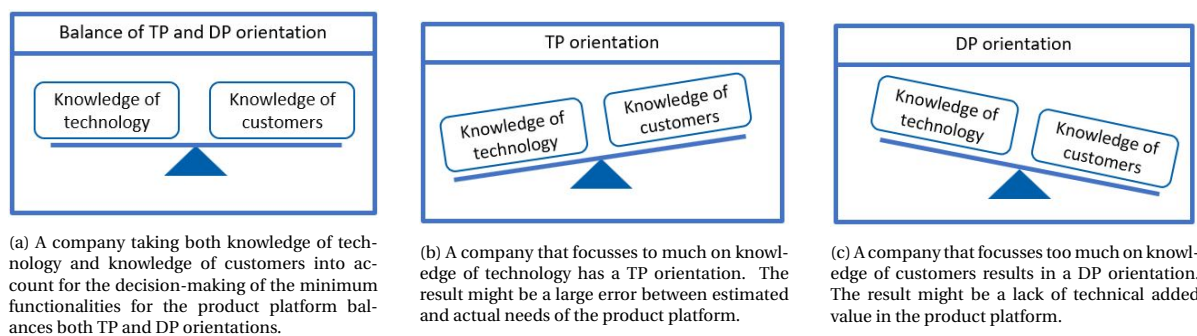 Balance of TP and DP orientation
Knowledge of
technology
Knowledge of
customers
(a) A company taking both knowledge of tech-
nology and knowledge of customers into ac-
count for the decision-making of the minimum
functionalities for the product platform bal-
ances both TP and DP orientations.
TP orientation
Knowledge of
technology
Knowledge of
customers
(b) A company that focusses to much on knowl-
edge of technology has a TP orientation. The
result might be a large error between estimated
and actual needs of the product platform.
DP orientation
Knowledge of
technology
Knowledge of
customers
(c) A company that focusses too much on knowl-
edge of customers results in a DP orientation.
The result might be a lack of technical added
value in the product platform.